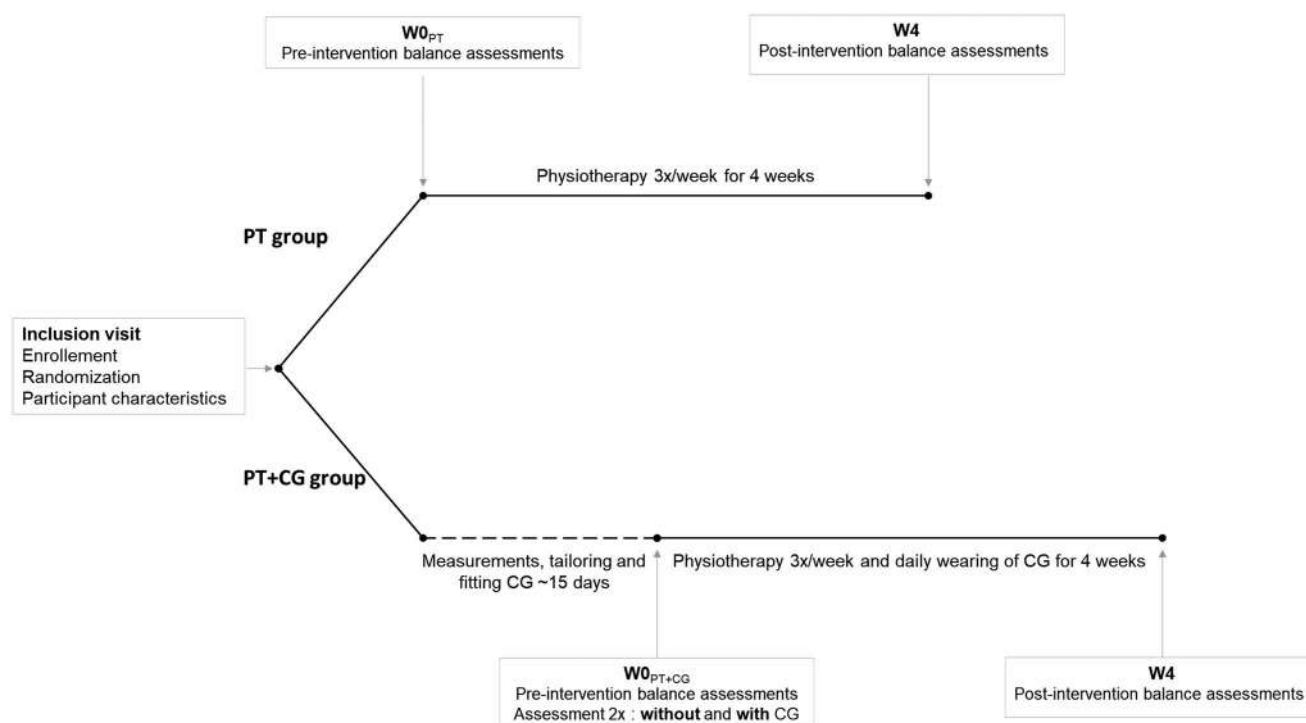 W0PT
Pre-intervention balance assessments
W4
Post-intervention balance assessments
Physiotherapy 3x/week for 4 weeks
PT group
Inclusion visit
Enrollement
Randomization
Participant characteristics
PT+CG group
Measurements, tailoring and
fitting CG ~15 days
Physiotherapy 3x/week and daily wearing of CG for 4 weeks
W0PT+CG
Pre-intervention balance assessments
Assessment 2x : without and with CG
W4
Post-intervention balance assessments